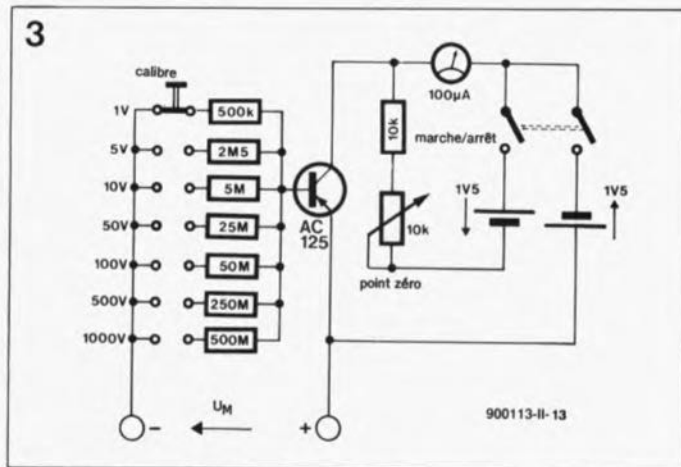 3
calibre
1V
500k
5V
2M5
10V
5M
50V
25M
100V
50M
500V
250M
1000V
500M
AC
125
100µA
10k
marche/arrêt
10k
point zéro
1V5
1V5
- UM +
900113-II-13